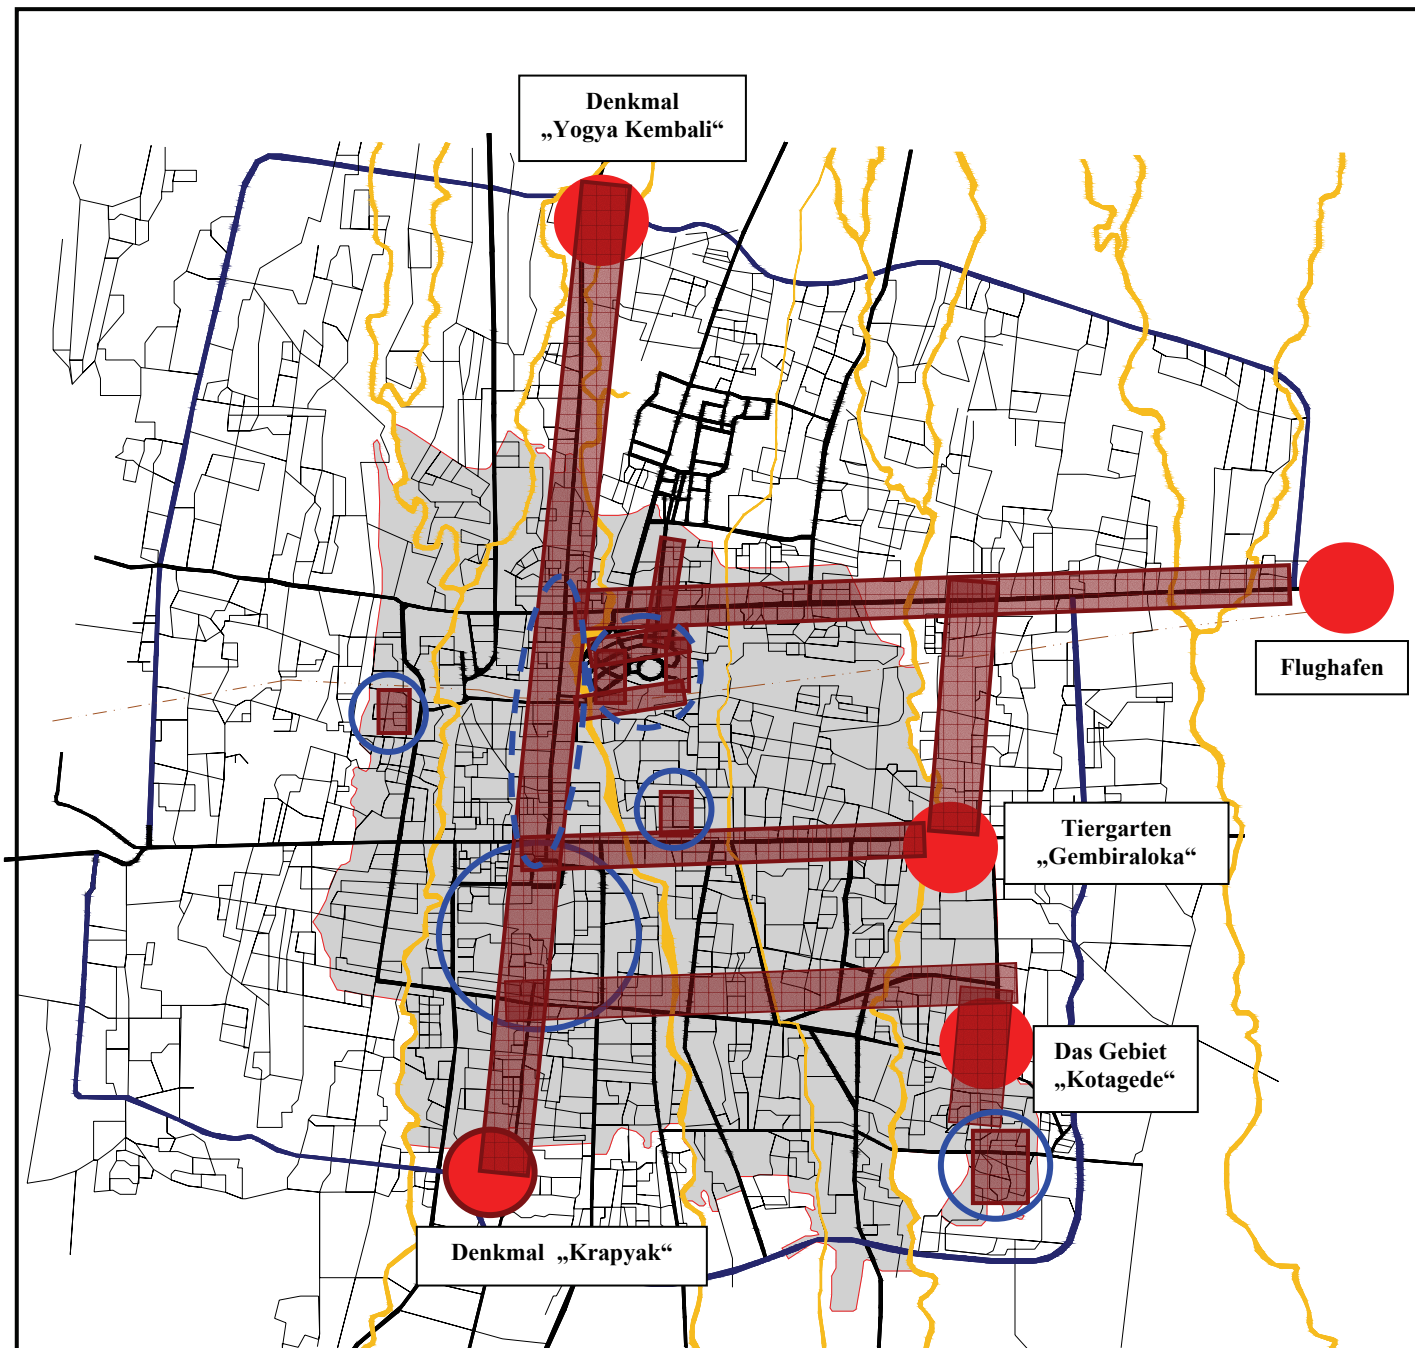 Denkmal
„Yogya Kembali“
Flughafen
Tiergarten
„Gembiraloka“
Das Gebiet
„Kotagede“
Denkmal „Krapyak“